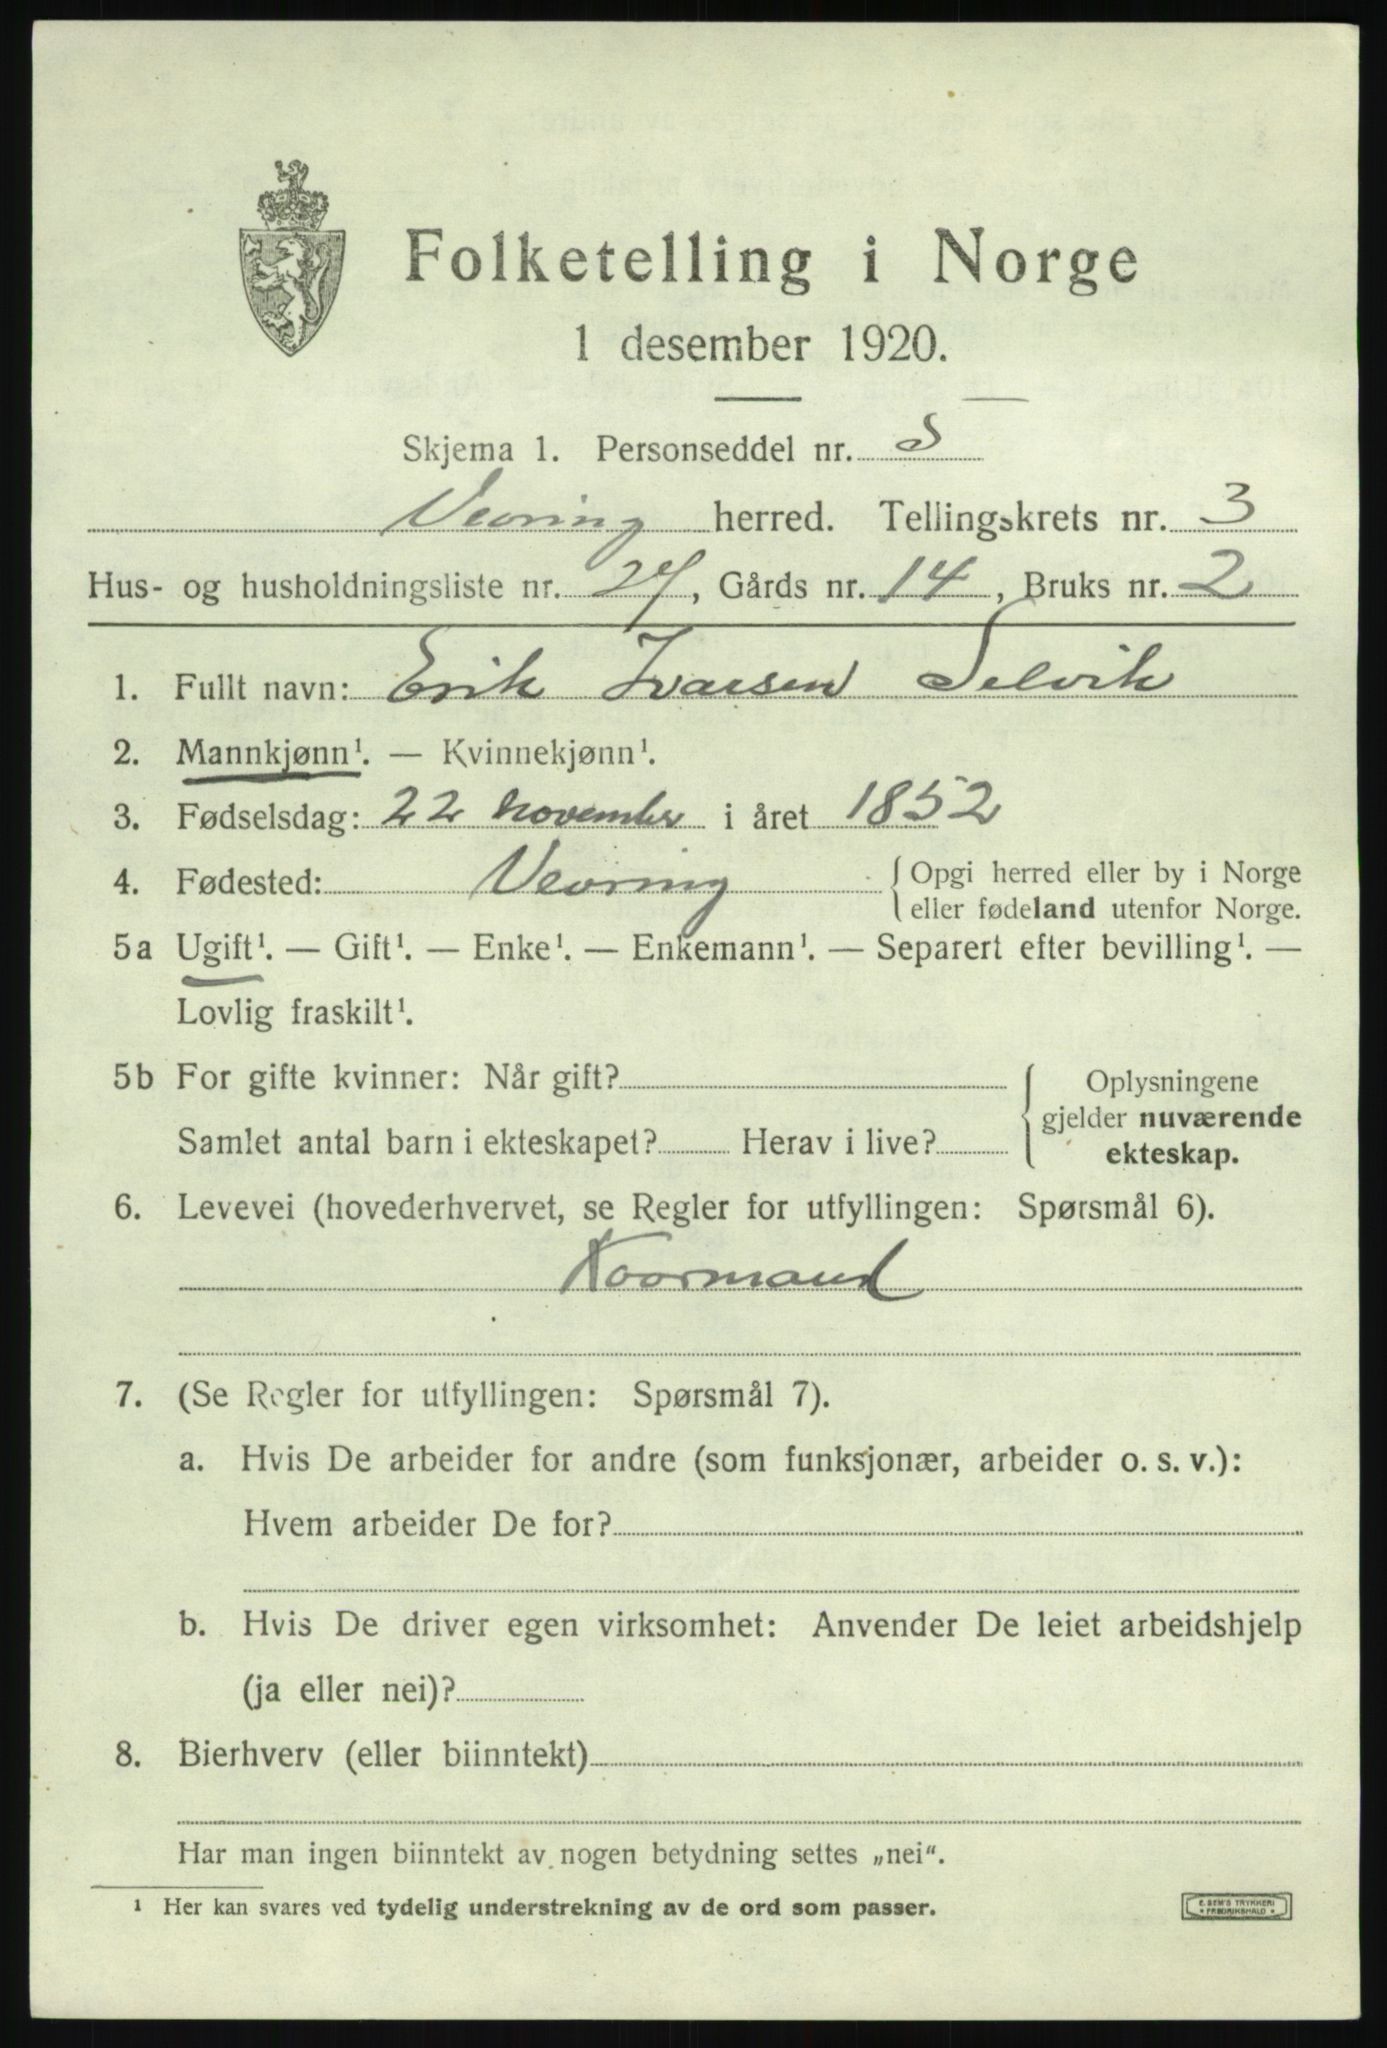 Folketelling i Norge
1 desember 1920.
Skjema 1. Personseddel nr. 5
Vevring herred. Tellingskrets nr. 3
Hus- og husholdningsliste nr. 27, Gårds nr. 14, Bruks nr. 2
1. Fullt navn: Erik Ivarsen Selvik
2. Mannkjønn¹. — Kvinnekjønn¹.
3. Fødselsdag: 22 november i året 1852
4. Fødested: Vevring { Opgi herred eller by i Norge
eller fødeland utenfor Norge.
5a Ugift¹. — Gift¹. — Enke¹. — Enkemann¹. — Separert efter bevilling¹. —
Lovlig fraskilt¹.
5b For gifte kvinner: Når gift? { Oplysningene
gjelder nuværende
Samlet antal barn i ekteskapet? Herav i live?
ekteskap.
6. Levevei (hovederhvervet, se Regler for utfyllingen: Spørsmål 6).
Koormand
7. (Se Regler for utfyllingen: Spørsmål 7).
a. Hvis De arbeider for andre (som funksjonær, arbeider o. s. v.):
Hvem arbeider De for?
b. Hvis De driver egen virksomhet: Anvender De leiet arbeidshjelp
(ja eller nei)?
8. Bierhverv (eller biinntekt)
Har man ingen biinntekt av nogen betydning settes „nei“.
¹ Her kan svares ved tydelig understrekning av de ord som passer.
E. SEM'S TRYKKERI
* FREDRIKSHALD *